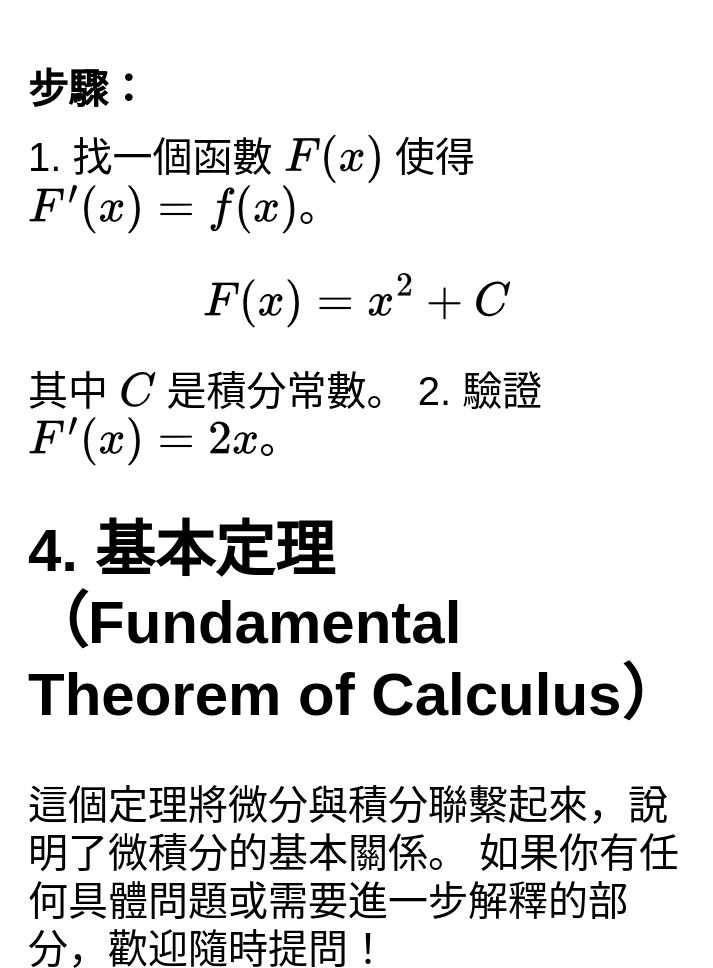 步驟：
1. 找一個函數 F(x) 使得
F′(x) = f(x)。
F(x) = x² + C
其中 C 是積分常數。 2. 驗證
F′(x) = 2x。
4. 基本定理
（Fundamental
Theorem of Calculus）
這個定理將微分與積分聯繫起來，說
明了微積分的基本關係。 如果你有任
何具體問題或需要進一步解釋的部
分，歡迎隨時提問！